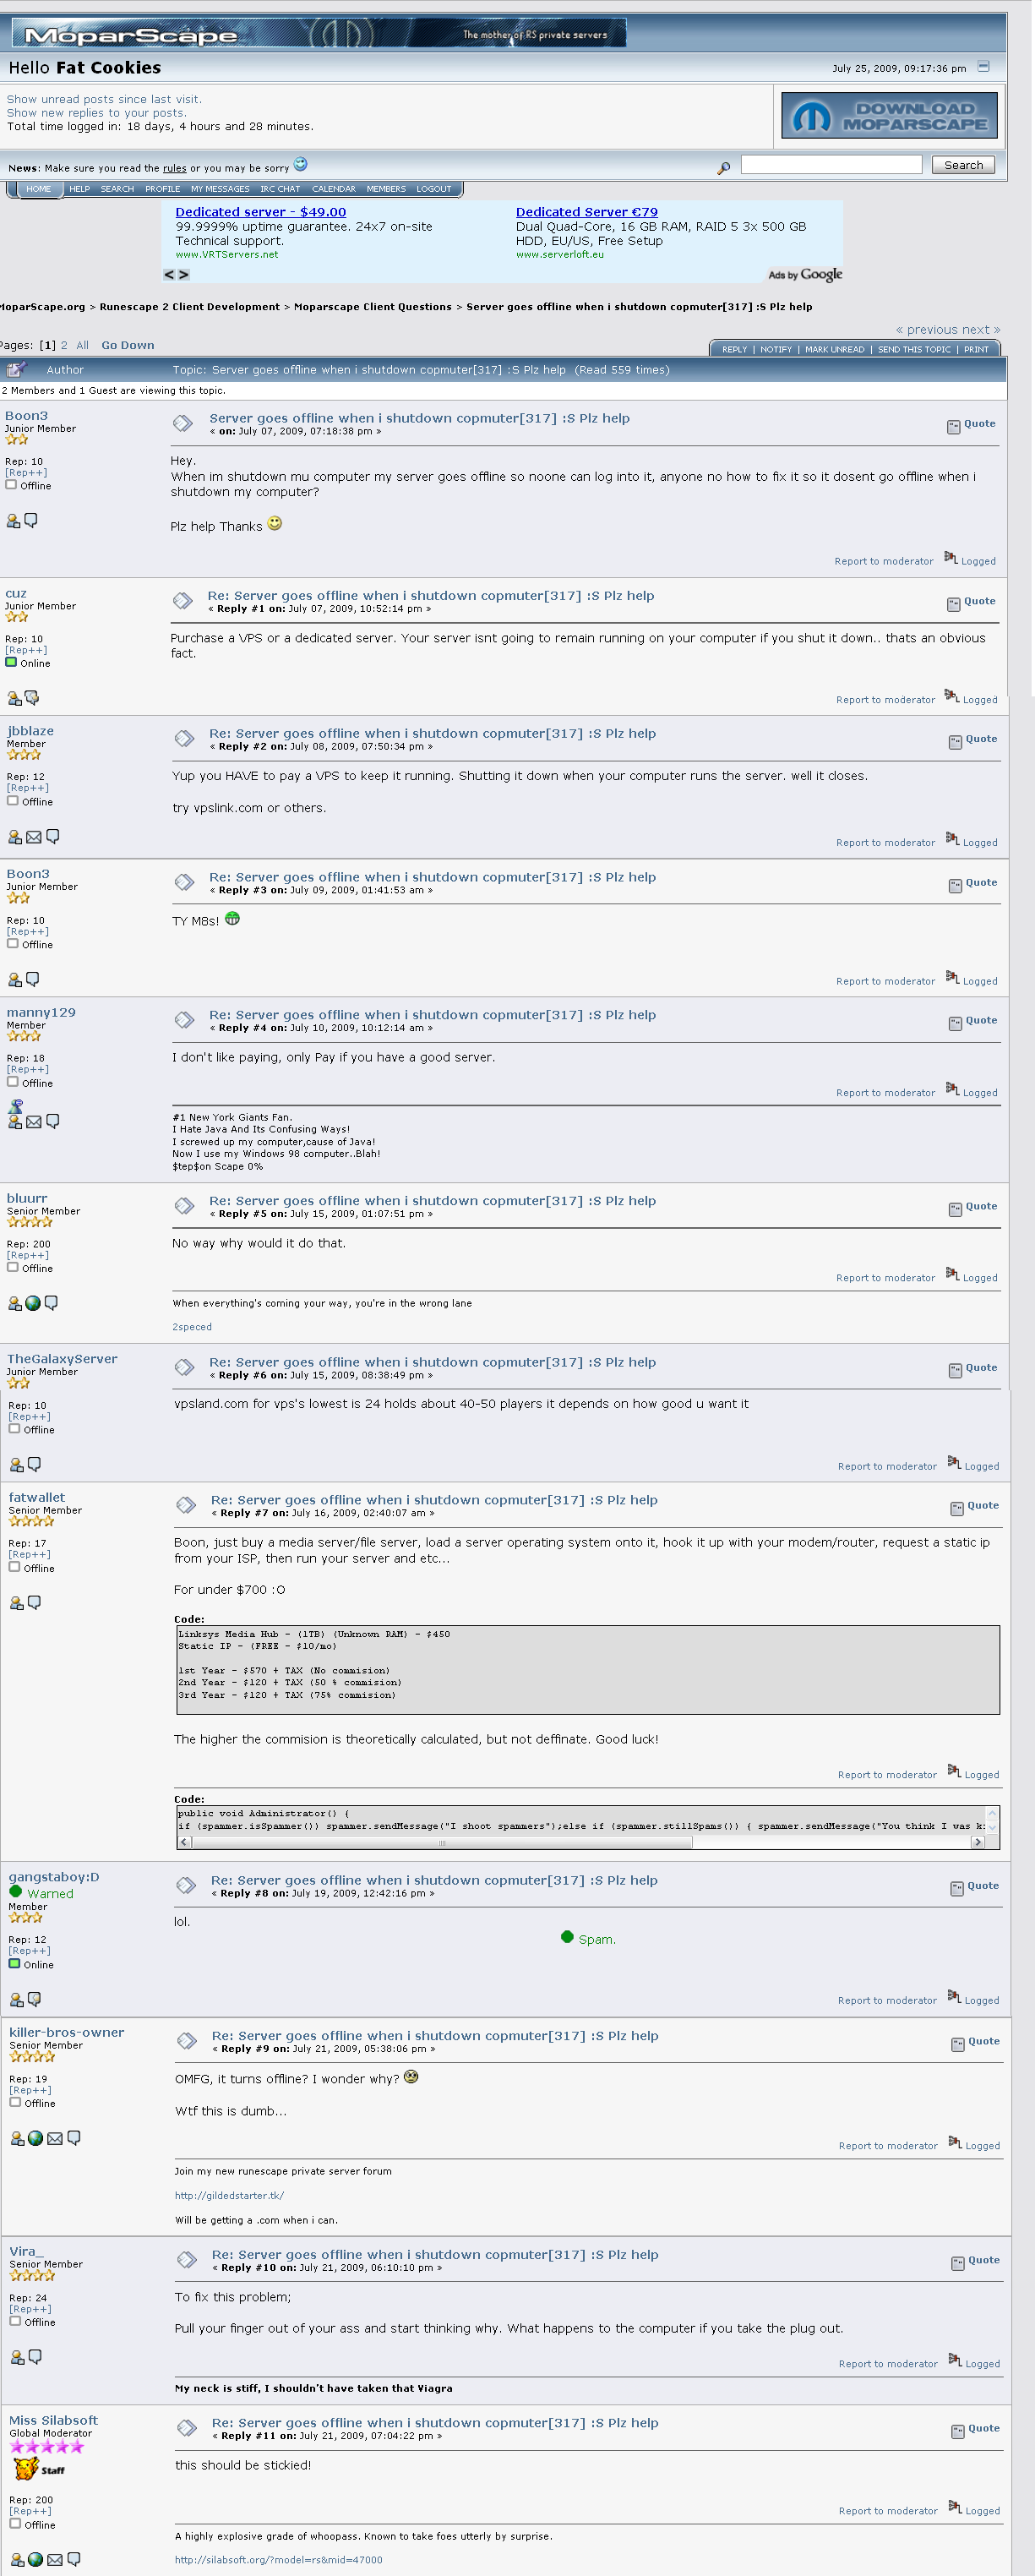 MoparScape
The mother of RS private servers
Hello Fat Cookies
July 25, 2009, 09:17:36 pm
Show unread posts since last visit.
Show new replies to your posts.
Total time logged in: 18 days, 4 hours and 28 minutes.
DOWNLOAD
MOPARSCAPE
News: Make sure you read the rules or you may be sorry
Search
HOME HELP SEARCH PROFILE MY MESSAGES IRC CHAT CALENDAR MEMBERS LOGOUT
Dedicated server - $49.00
99.9999% uptime guarantee. 24x7 on-site
Technical support.
www.VRTServers.net
Dedicated Server €79
Dual Quad-Core, 16 GB RAM, RAID 5 3x 500 GB
HDD, EU/US, Free Setup
www.serverloft.eu
Ads by Google
MoparScape.org > Runescape 2 Client Development > Moparscape Client Questions > Server goes offline when i shutdown copmuter[317] :S Plz help
« previous next »
Pages: [1] 2 All Go Down
REPLY | NOTIFY | MARK UNREAD | SEND THIS TOPIC | PRINT
Author Topic: Server goes offline when i shutdown copmuter[317] :S Plz help (Read 559 times)
2 Members and 1 Guest are viewing this topic.
Boon3
Junior Member
Rep: 10
[Rep++]
Offline
Server goes offline when i shutdown copmuter[317] :S Plz help
« on: July 07, 2009, 07:18:38 pm »
Quote
Hey.
When im shutdown mu computer my server goes offline so noone can log into it, anyone no how to fix it so it dosent go offline when i
shutdown my computer?
Plz help Thanks
Report to moderator Logged
cuz
Junior Member
Rep: 10
[Rep++]
Online
Re: Server goes offline when i shutdown copmuter[317] :S Plz help
« Reply #1 on: July 07, 2009, 10:52:14 pm »
Quote
Purchase a VPS or a dedicated server. Your server isnt going to remain running on your computer if you shut it down.. thats an obvious
fact.
Report to moderator Logged
jbblaze
Member
Rep: 12
[Rep++]
Offline
Re: Server goes offline when i shutdown copmuter[317] :S Plz help
« Reply #2 on: July 08, 2009, 07:50:34 pm »
Quote
Yup you HAVE to pay a VPS to keep it running. Shutting it down when your computer runs the server. well it closes.
try vpslink.com or others.
Report to moderator Logged
Boon3
Junior Member
Rep: 10
[Rep++]
Offline
Re: Server goes offline when i shutdown copmuter[317] :S Plz help
« Reply #3 on: July 09, 2009, 01:41:53 am »
Quote
TY M8s!
Report to moderator Logged
manny129
Member
Rep: 18
[Rep++]
Offline
Re: Server goes offline when i shutdown copmuter[317] :S Plz help
« Reply #4 on: July 10, 2009, 10:12:14 am »
Quote
I don't like paying, only Pay if you have a good server.
Report to moderator Logged
#1 New York Giants Fan.
I Hate Java And Its Confusing Ways!
I screwed up my computer,cause of Java!
Now I use my Windows 98 computer..Blah!
$tep$on Scape 0%
bluurr
Senior Member
Rep: 200
[Rep++]
Offline
Re: Server goes offline when i shutdown copmuter[317] :S Plz help
« Reply #5 on: July 15, 2009, 01:07:51 pm »
Quote
No way why would it do that.
Report to moderator Logged
When everything's coming your way, you're in the wrong lane
2speced
TheGalaxyServer
Junior Member
Rep: 10
[Rep++]
Offline
Re: Server goes offline when i shutdown copmuter[317] :S Plz help
« Reply #6 on: July 15, 2009, 08:38:49 pm »
Quote
vpsland.com for vps's lowest is 24 holds about 40-50 players it depends on how good u want it
Report to moderator Logged
fatwallet
Senior Member
Rep: 17
[Rep++]
Offline
Re: Server goes offline when i shutdown copmuter[317] :S Plz help
« Reply #7 on: July 16, 2009, 02:40:07 am »
Quote
Boon, just buy a media server/file server, load a server operating system onto it, hook it up with your modem/router, request a static ip
from your ISP, then run your server and etc...
For under $700 :O
Code:
Linksys Media Hub - (1TB) (Unknown RAM) - $450
Static IP - (FREE - $10/mo)
1st Year - $570 + TAX (No commision)
2nd Year - $120 + TAX (50 % commision)
3rd Year - $120 + TAX (75% commision)
The higher the commision is theoretically calculated, but not deffinate. Good luck!
Report to moderator Logged
Code:
public void Administrator() {
if (spammer.isSpammer()) spammer.sendMessage("I shoot spammers");else if (spammer.stillSpams()) { spammer.sendMessage("You think I was k
gangstaboy:D
Warned
Member
Rep: 12
[Rep++]
Online
Re: Server goes offline when i shutdown copmuter[317] :S Plz help
« Reply #8 on: July 19, 2009, 12:42:16 pm »
Quote
lol.
Spam.
Report to moderator Logged
killer-bros-owner
Senior Member
Rep: 19
[Rep++]
Offline
Re: Server goes offline when i shutdown copmuter[317] :S Plz help
« Reply #9 on: July 21, 2009, 05:38:06 pm »
Quote
OMFG, it turns offline? I wonder why?
Wtf this is dumb...
Report to moderator Logged
Join my new runescape private server forum
http://gildedstarter.tk/
Will be getting a .com when i can.
Vira_
Senior Member
Rep: 24
[Rep++]
Offline
Re: Server goes offline when i shutdown copmuter[317] :S Plz help
« Reply #10 on: July 21, 2009, 06:10:10 pm »
Quote
To fix this problem;
Pull your finger out of your ass and start thinking why. What happens to the computer if you take the plug out.
Report to moderator Logged
My neck is stiff, I shouldn't have taken that Viagra
Miss Silabsoft
Global Moderator
Staff
Rep: 200
[Rep++]
Offline
Re: Server goes offline when i shutdown copmuter[317] :S Plz help
« Reply #11 on: July 21, 2009, 07:04:22 pm »
Quote
this should be stickied!
Report to moderator Logged
A highly explosive grade of whoopass. Known to take foes utterly by surprise.
http://silabsoft.org/?model=rs&mid=47000